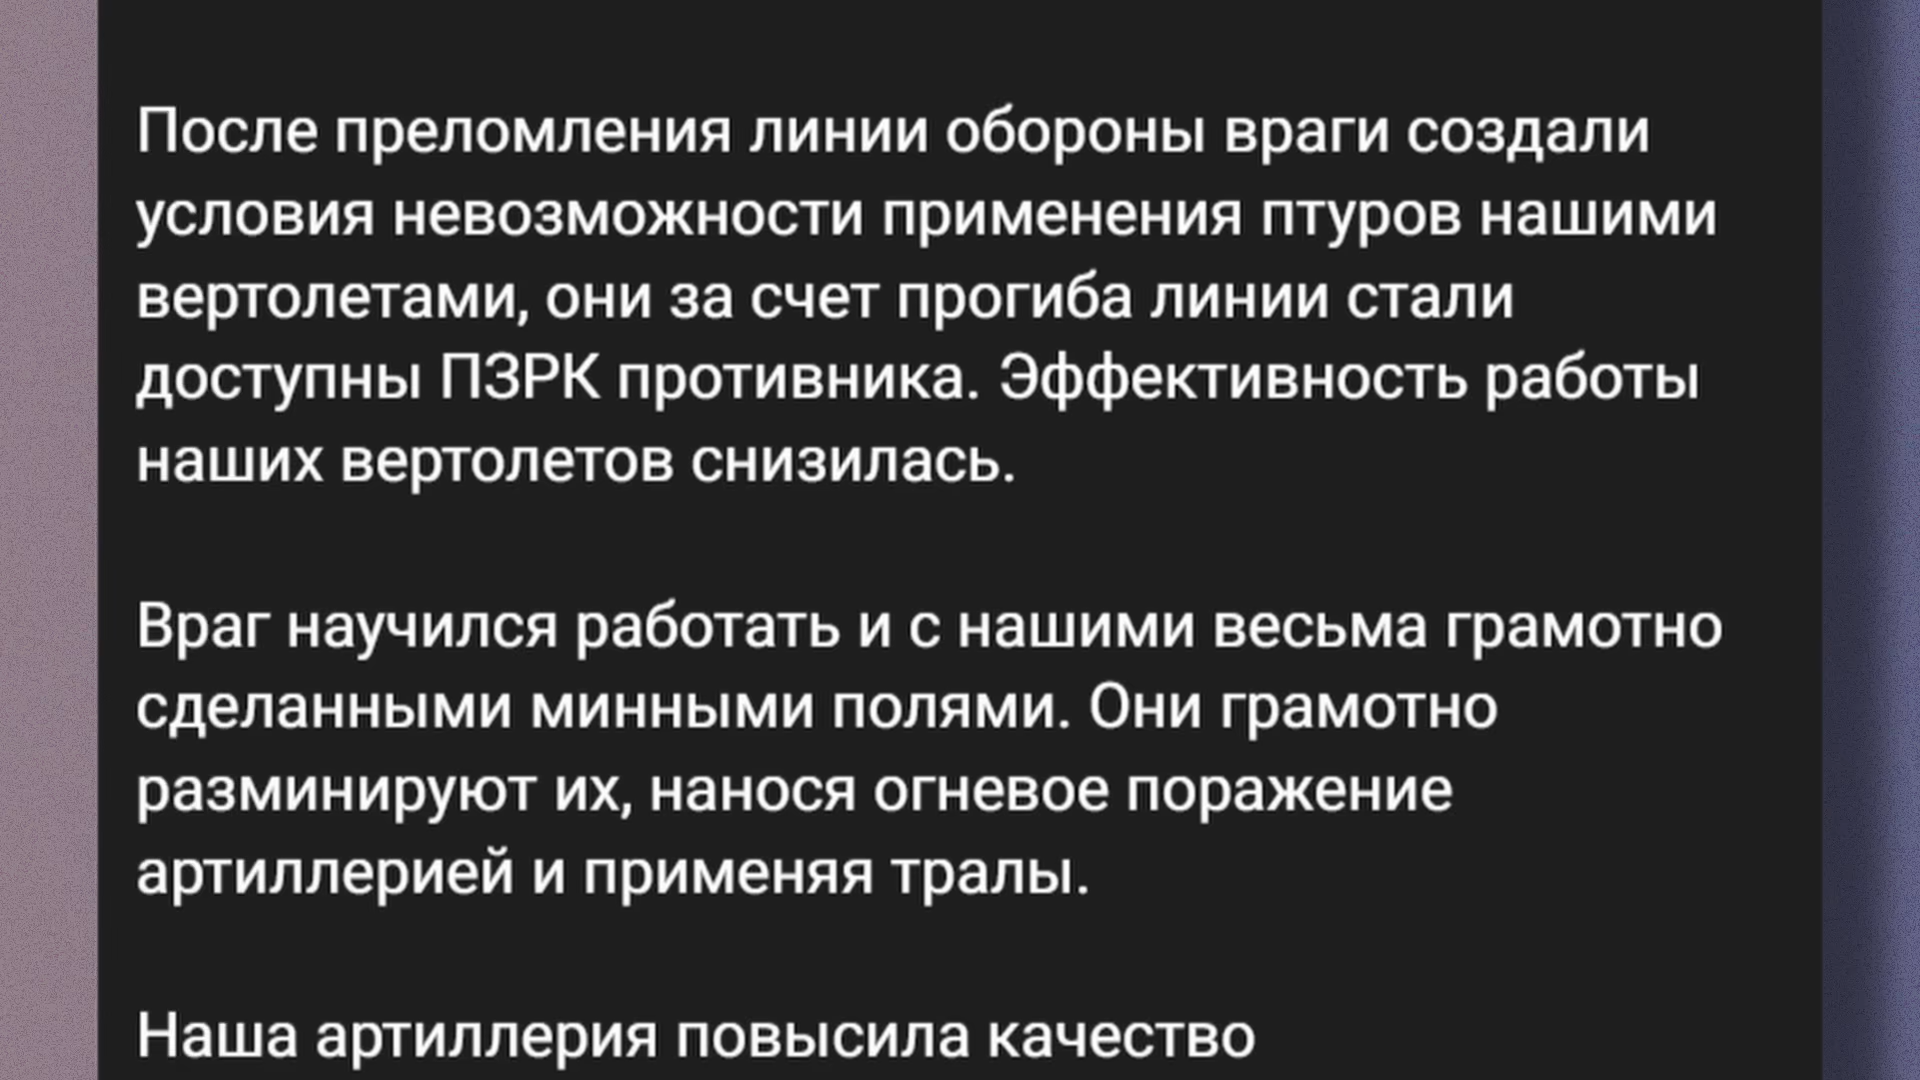 После преломления линии обороны враги создали
условия невозможности применения птуров нашими
вертолетами, они за счет прогиба линии стали
доступны ПЗРК противника. Эффективность работы
наших вертолетов снизилась.
Враг научился работать и с нашими весьма грамотно
сделанными минными полями. Они грамотно
разминируют их, нанося огневое поражение
артиллерией и применяя тралы.
Наша артиллерия повысила качество